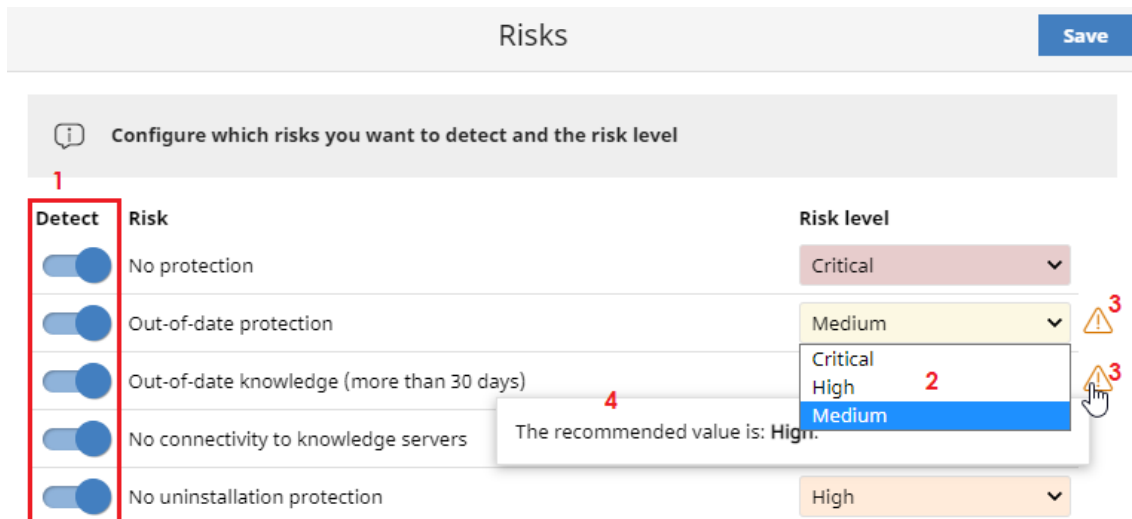 Risks
Save
Configure which risks you want to detect and the risk level
1
Detect Risk Risk level
No protection Critical
Out-of-date protection Medium 3
Critical
Out-of-date knowledge (more than 30 days) High 2 3
4 Medium
No connectivity to knowledge servers The recommended value is: High.
No uninstallation protection High